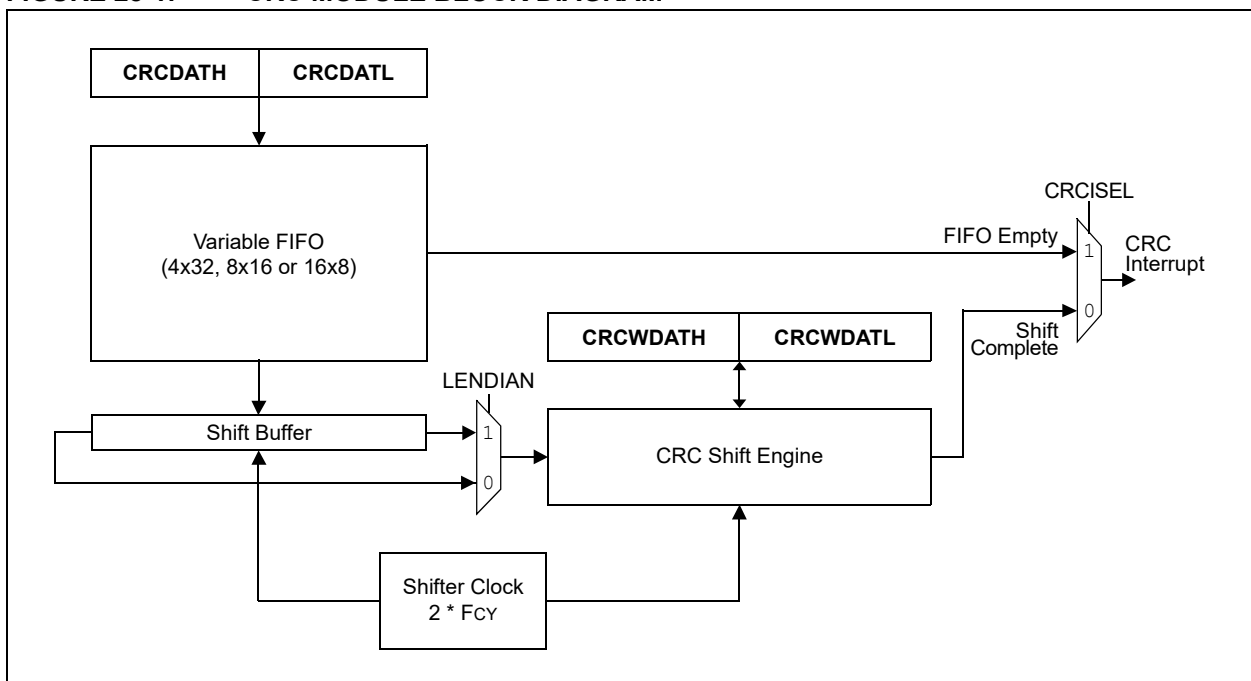 CRCDATH CRCDATL
Variable FIFO
(4x32, 8x16 or 16x8)
CRCISEL
FIFO Empty
1
CRC
Interrupt
0
Shift
Complete
CRCWDATH CRCWDATL
LENDIAN
Shift Buffer
1
0
CRC Shift Engine
Shifter Clock
2 * FCY